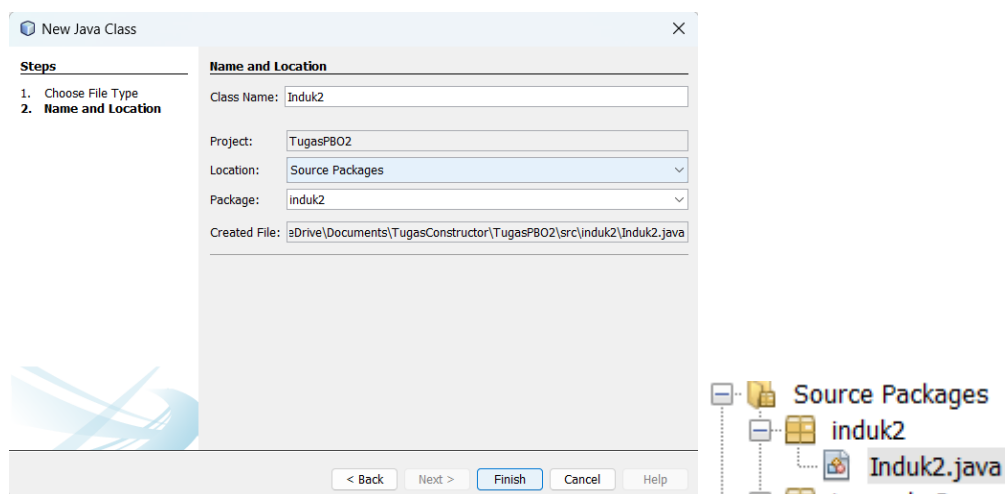 New Java Class
Steps
1. Choose File Type
2. Name and Location
Name and Location
Class Name: Induk2
Project: TugasPBO2
Location: Source Packages
Package: induk2
Created File: eDrive\Documents\TugasConstructor\TugasPBO2\src\induk2\Induk2.java
< Back Next > Finish Cancel Help
Source Packages
induk2
Induk2.java